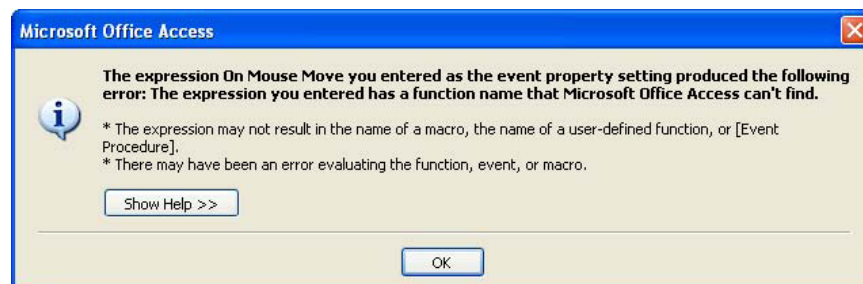 Microsoft Office Access
The expression On Mouse Move you entered as the event property setting produced the following
error: The expression you entered has a function name that Microsoft Office Access can't find.
* The expression may not result in the name of a macro, the name of a user-defined function, or [Event
Procedure].
* There may have been an error evaluating the function, event, or macro.
Show Help >>
OK